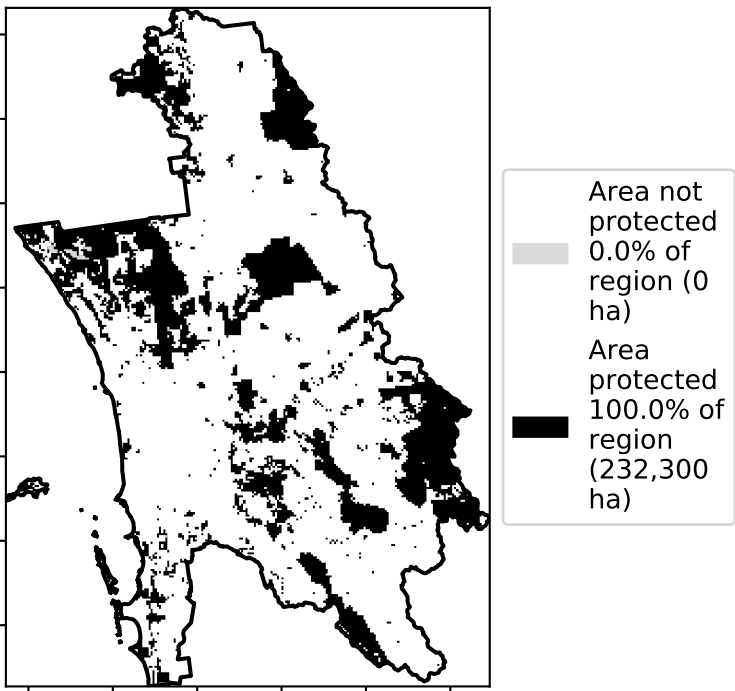 Area not
protected
0.0% of
region (0
ha)
Area
protected
100.0% of
region
(232,300
ha)